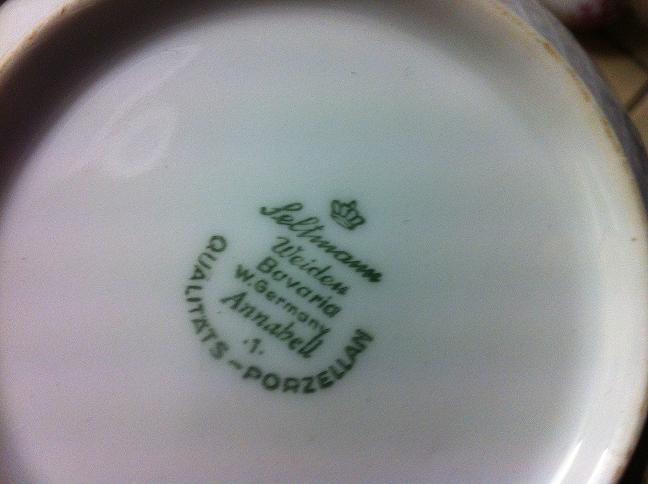 Seltmann
Weiden
Bavaria
W.Germany
Annabell
.1.
QUALITÄTS-PORZELLAN